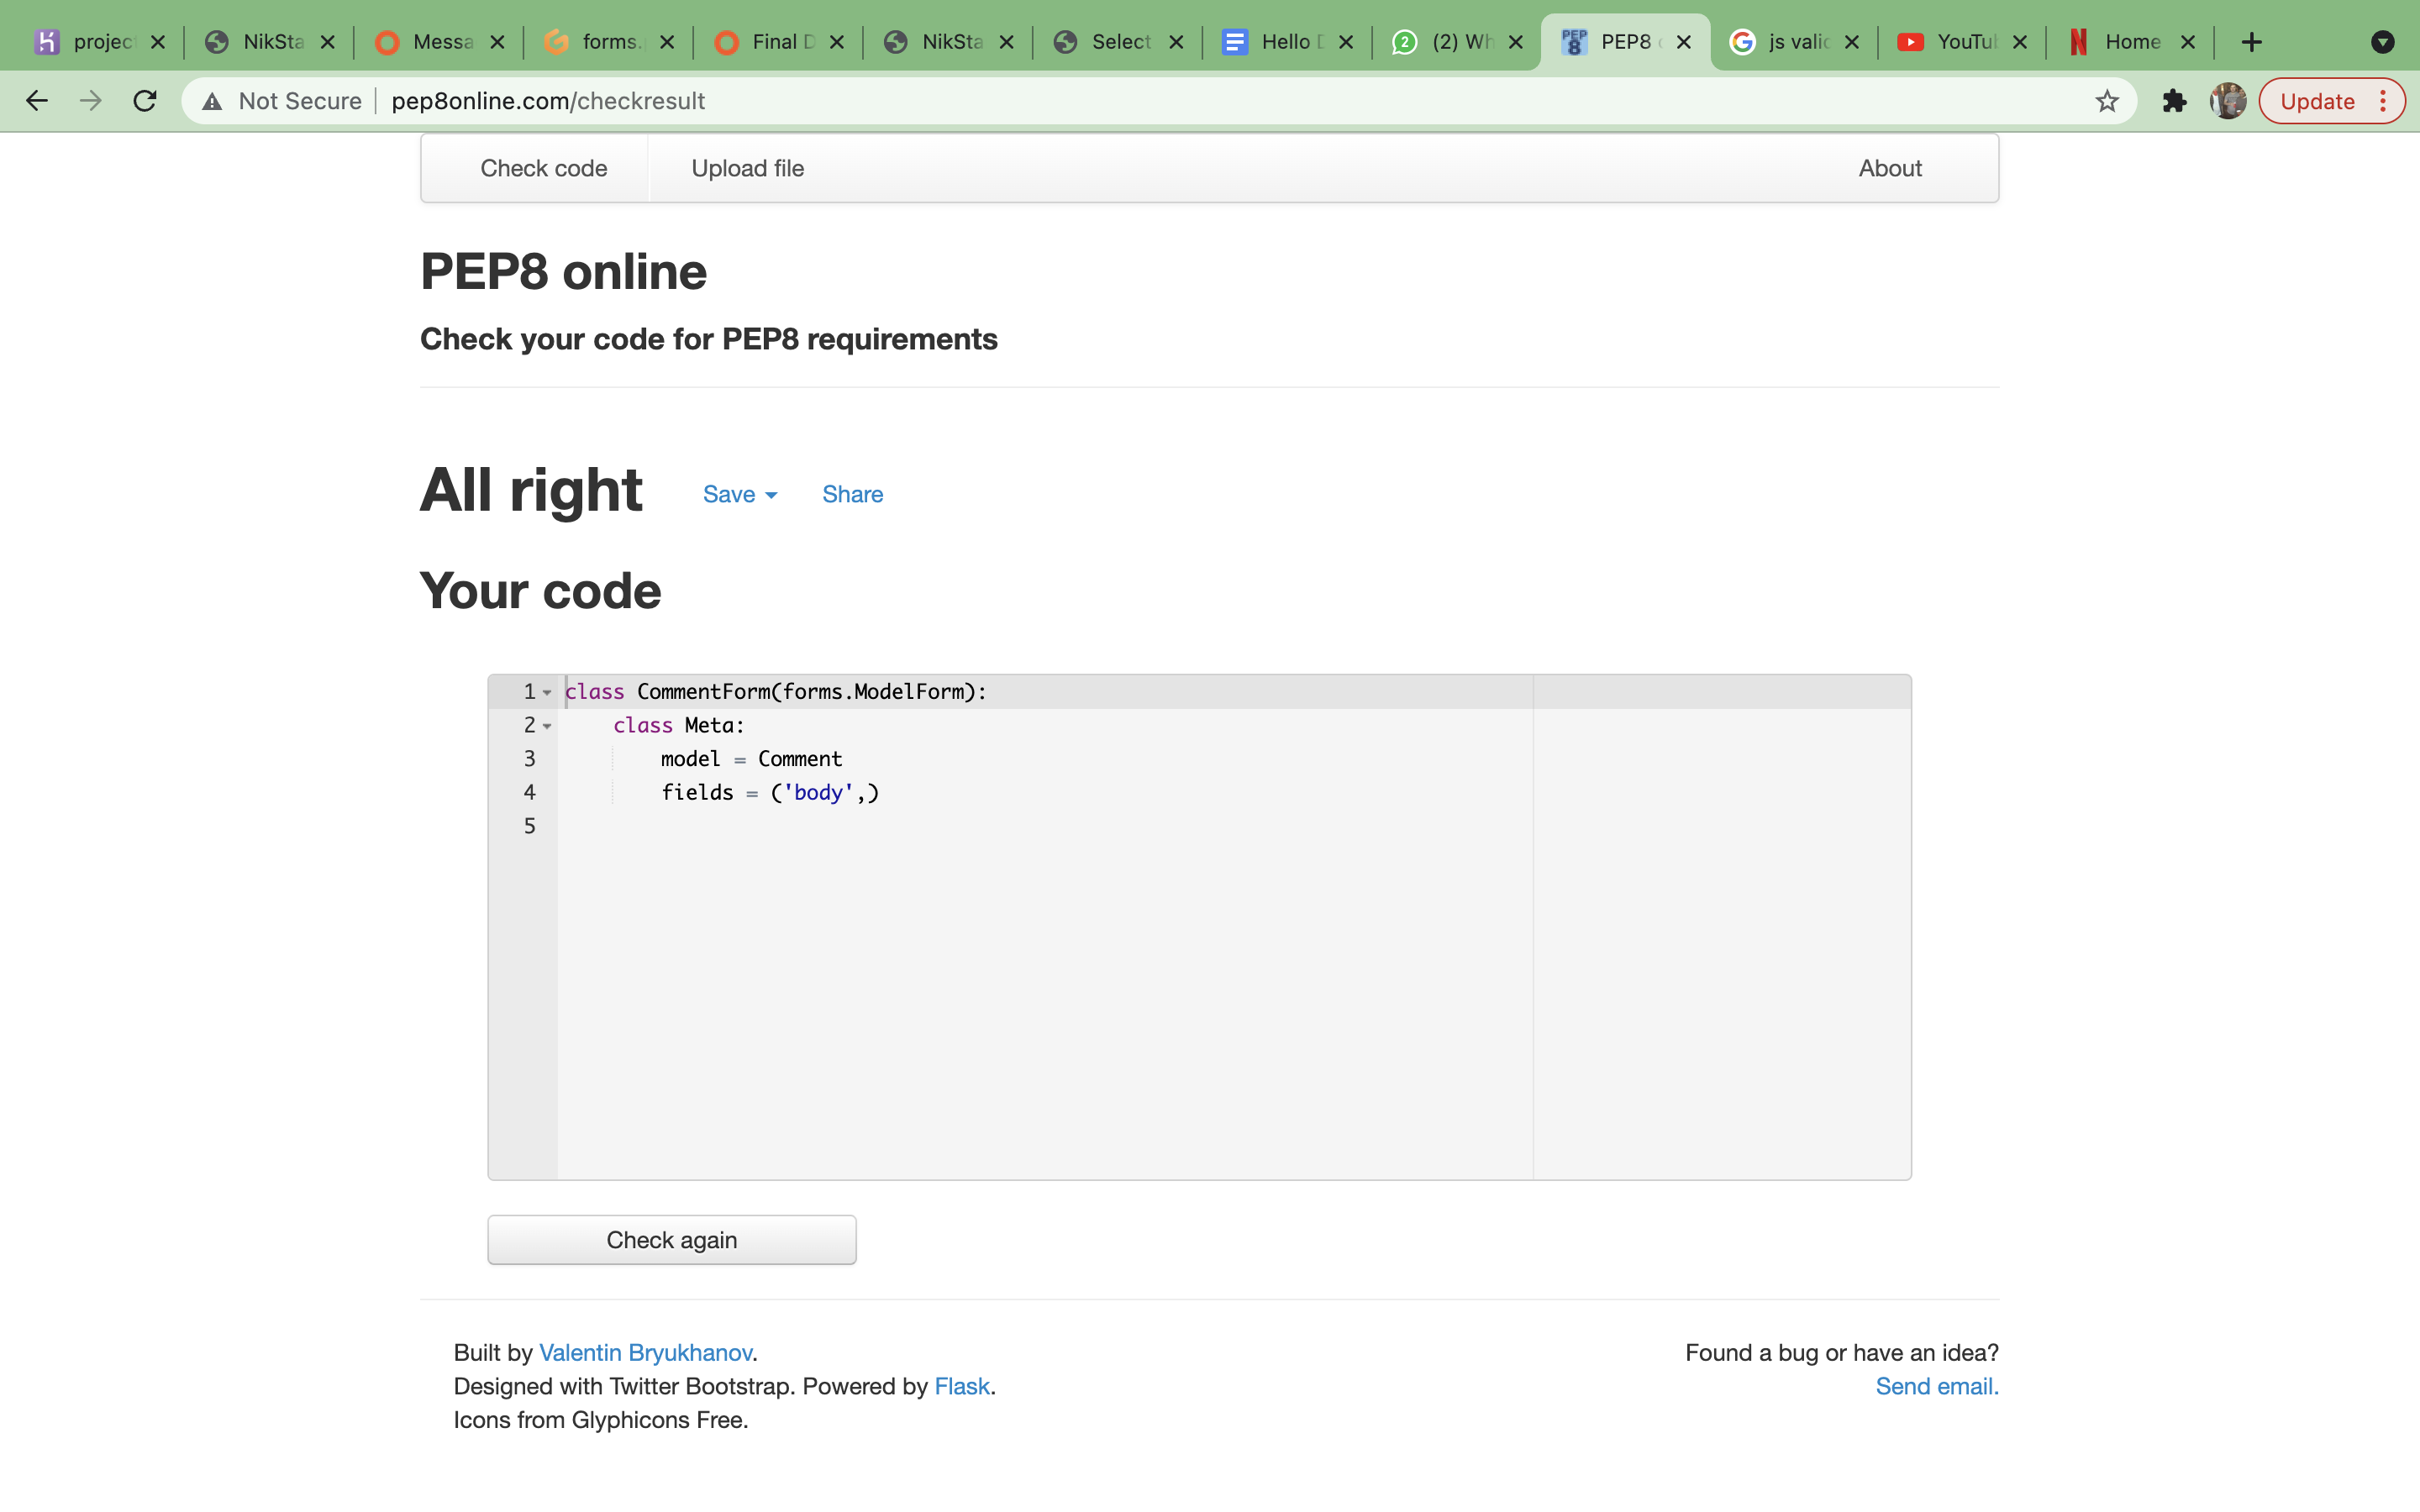 projec
NikSta
Messa
forms.
Final D
NikSta
Select
Hello D
(2) Wh
PEP8
js valid
YouTu
Home
Update
Not Secure
pep8online.com/checkresult
Check code
Upload file
About
PEP8 online
Check your code for PEP8 requirements
All right
Save
Share
Your code
1 class CommentForm(forms.ModelForm):
2 class Meta:
3 model = Comment
4 fields = ('body',)
5
Check again
Built by Valentin Bryukhanov.
Designed with Twitter Bootstrap. Powered by Flask.
Icons from Glyphicons Free.
Found a bug or have an idea?
Send email.